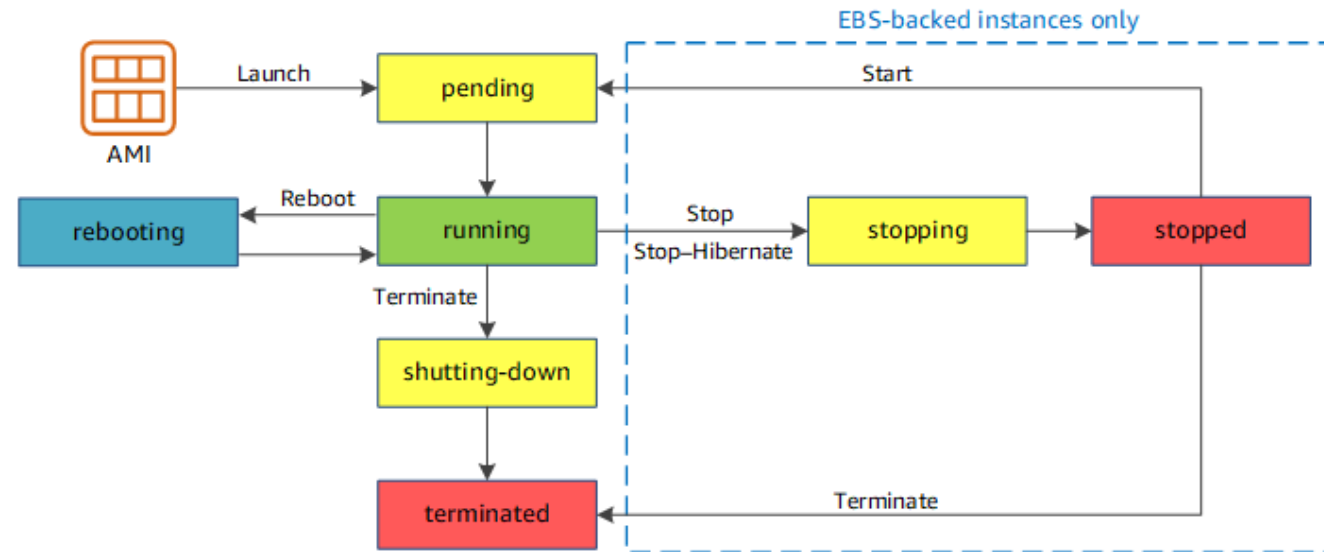 EBS-backed instances only
Launch
pending
Start
AMI
rebooting
Reboot
running
Stop
Stop–Hibernate
stopping
stopped
Terminate
shutting-down
terminated
Terminate